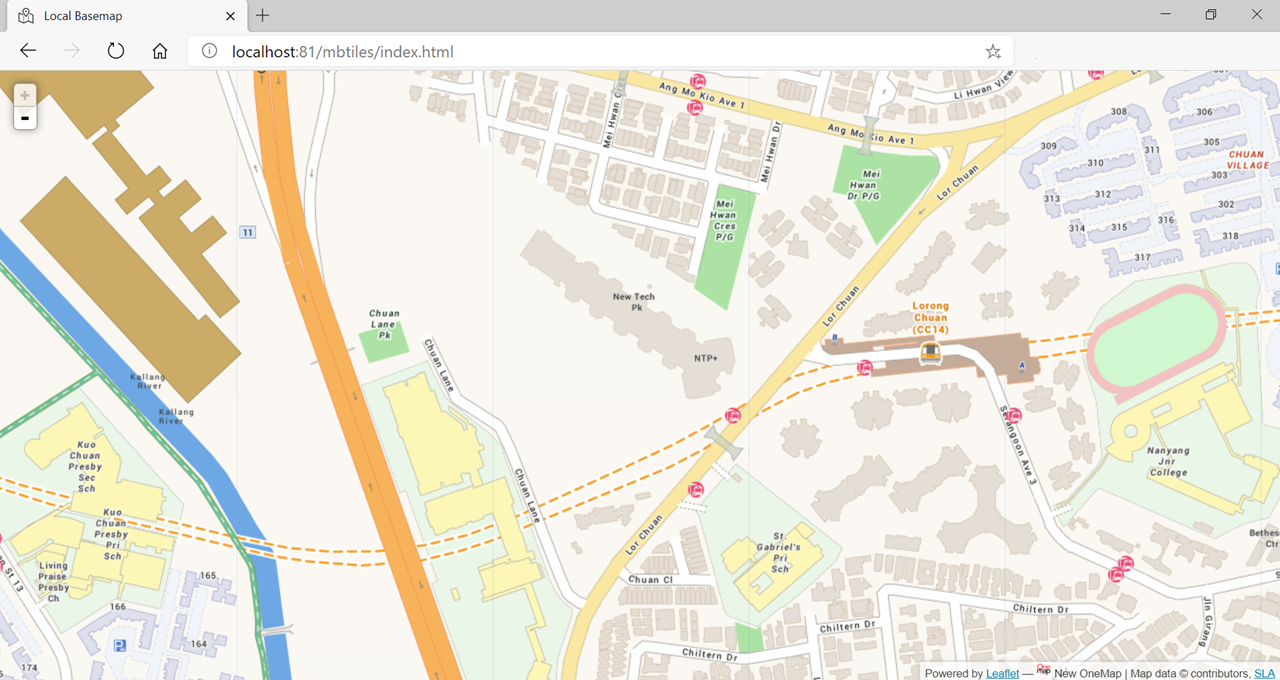 Local Basemap
localhost:81/mbtiles/index.html
+
-
11
Ang Mo Kio Ave 1
Ang Mo Kio Ave 1
Mei Hwan Cres
Mei Hwan Dr
Li Hwan View
Mei
Hwan
Dr P/G
Mei
Hwan
Cres
P/G
Lor Chuan
Lor Chuan
Lor Chuan
308
306
309
311
305
310
303
312
313
302
316
314
315
318
317
CHUAN
VILLAGE
New Tech
Pk
NTP+
Chuan
Lane
Pk
Chuan Lane
Chuan Lane
Lorong
Chuan
(CC14)
B
A
Serangoon Ave 3
Nanyang
Jnr
College
Kallang
River
Kallang
River
Kuo
Chuan
Presby
Sec
Sch
Kuo
Chuan
Presby
Pri
Sch
Living
Praise
Presby
Ch
St 13
165
166
164
174
P
St.
Gabriel's
Pri
Sch
Chuan Cl
Chiltern Dr
Chiltern Dr
Chiltern Dr
Jln Girang
Bethes
Ctr
Powered by Leaflet — One map New OneMap | Map data © contributors, SLA